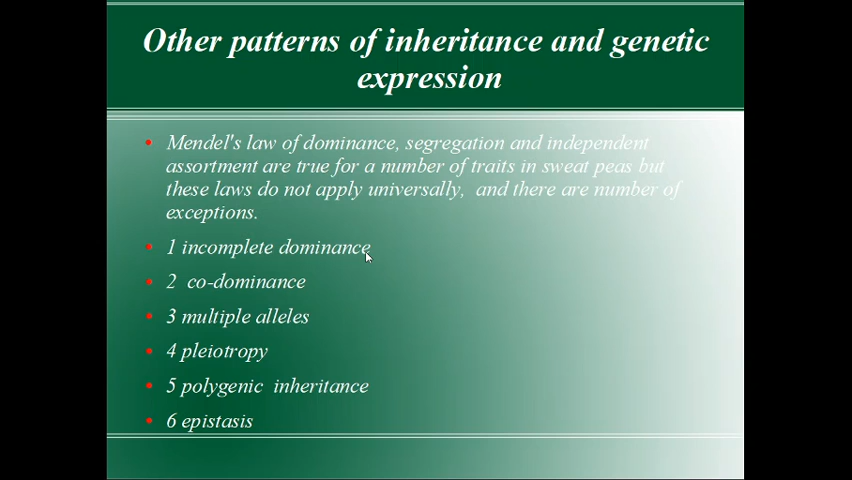 Other patterns of inheritance and genetic
expression
• Mendel's law of dominance, segregation and independent
assortment are true for a number of traits in sweat peas but
these laws do not apply universally, and there are number of
exceptions.
• 1 incomplete dominance
• 2 co-dominance
• 3 multiple alleles
• 4 pleiotropy
• 5 polygenic inheritance
• 6 epistasis